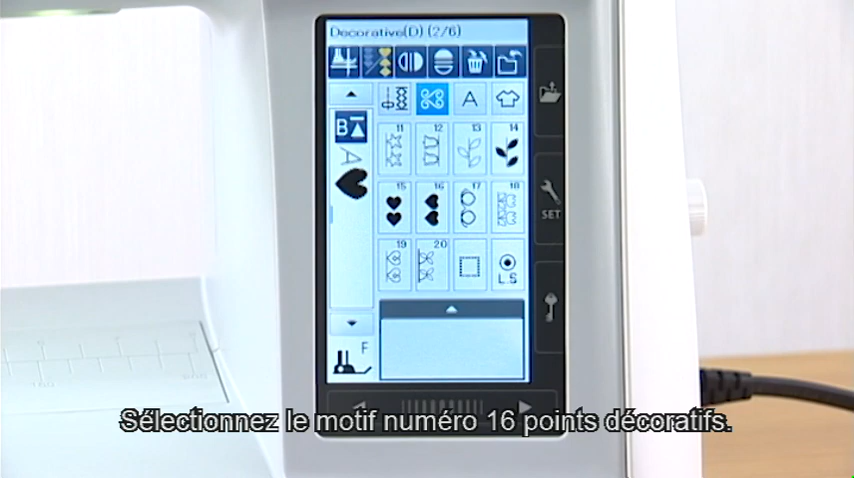 Decorative(D) (2/6)
B
A
A
11 12 13 14
15 16 17 18
SET
19 20
L.S
F
Sélectionnez le motif numéro 16 points décoratifs.